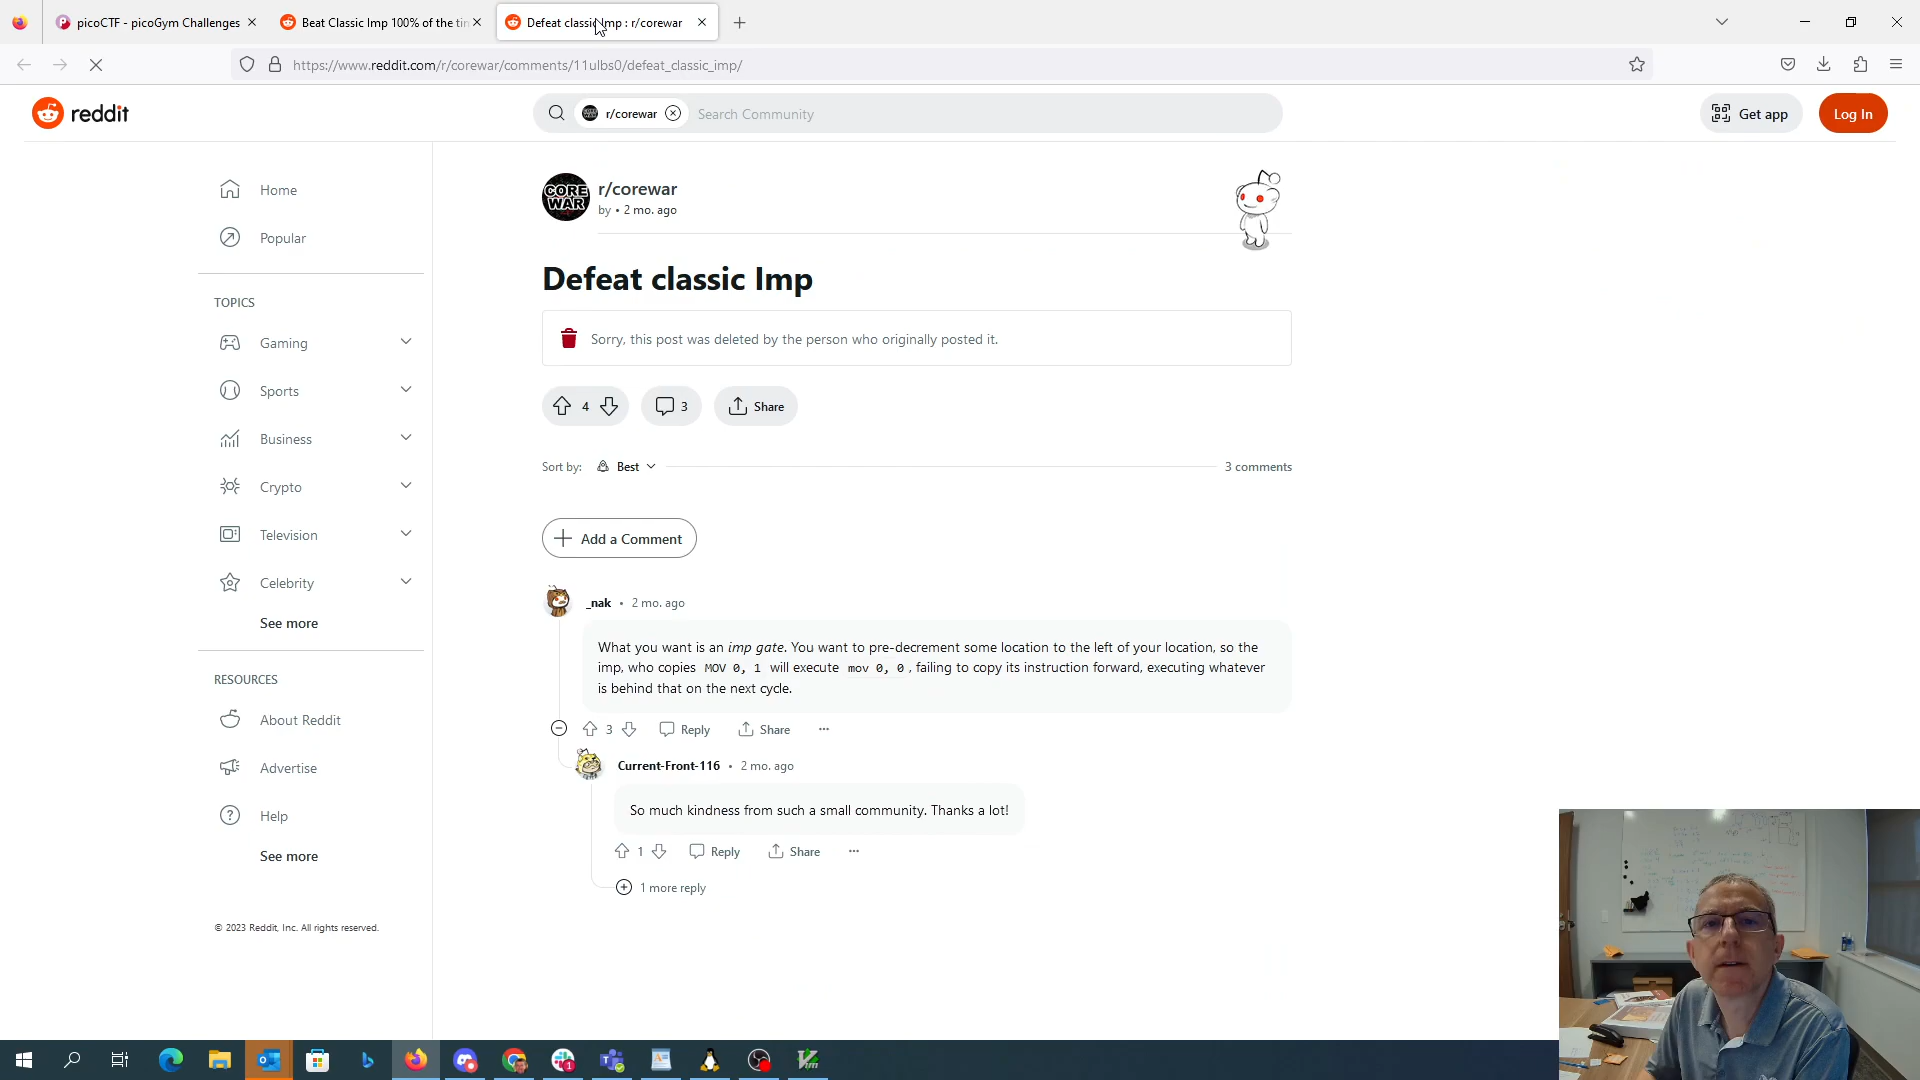 picoCTF - picoGym Challenges
Beat Classic Imp 100% of the tin
Defeat classic Imp : r/corewar
https://www.reddit.com/r/corewar/comments/11ulbs0/defeat_classic_imp/
reddit
r/corewar
Search Community
Get app
Log In
Home
Popular
TOPICS
Gaming
Sports
Business
Crypto
Television
Celebrity
See more
RESOURCES
About Reddit
Advertise
Help
See more
© 2023 Reddit, Inc. All rights reserved.
CORE
WAR
r/corewar
by • 2 mo. ago
Defeat classic Imp
Sorry, this post was deleted by the person who originally posted it.
4
3
Share
Sort by:
Best
3 comments
Add a Comment
_nak • 2 mo. ago
What you want is an imp gate. You want to pre-decrement some location to the left of your location, so the
imp, who copies MOV 0, 1 will execute mov 0, 0, failing to copy its instruction forward, executing whatever
is behind that on the next cycle.
3
Reply
Share
Current-Front-116 • 2 mo. ago
So much kindness from such a small community. Thanks a lot!
1
Reply
Share
1 more reply